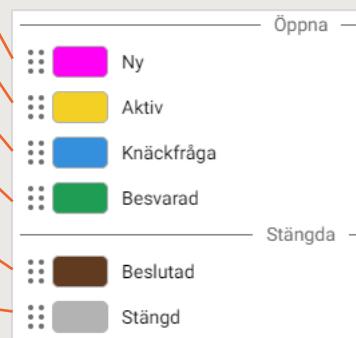 Öppna
Ny
Aktiv
Knäckfråga
Besvarad
Stängda
Beslutad
Stängd